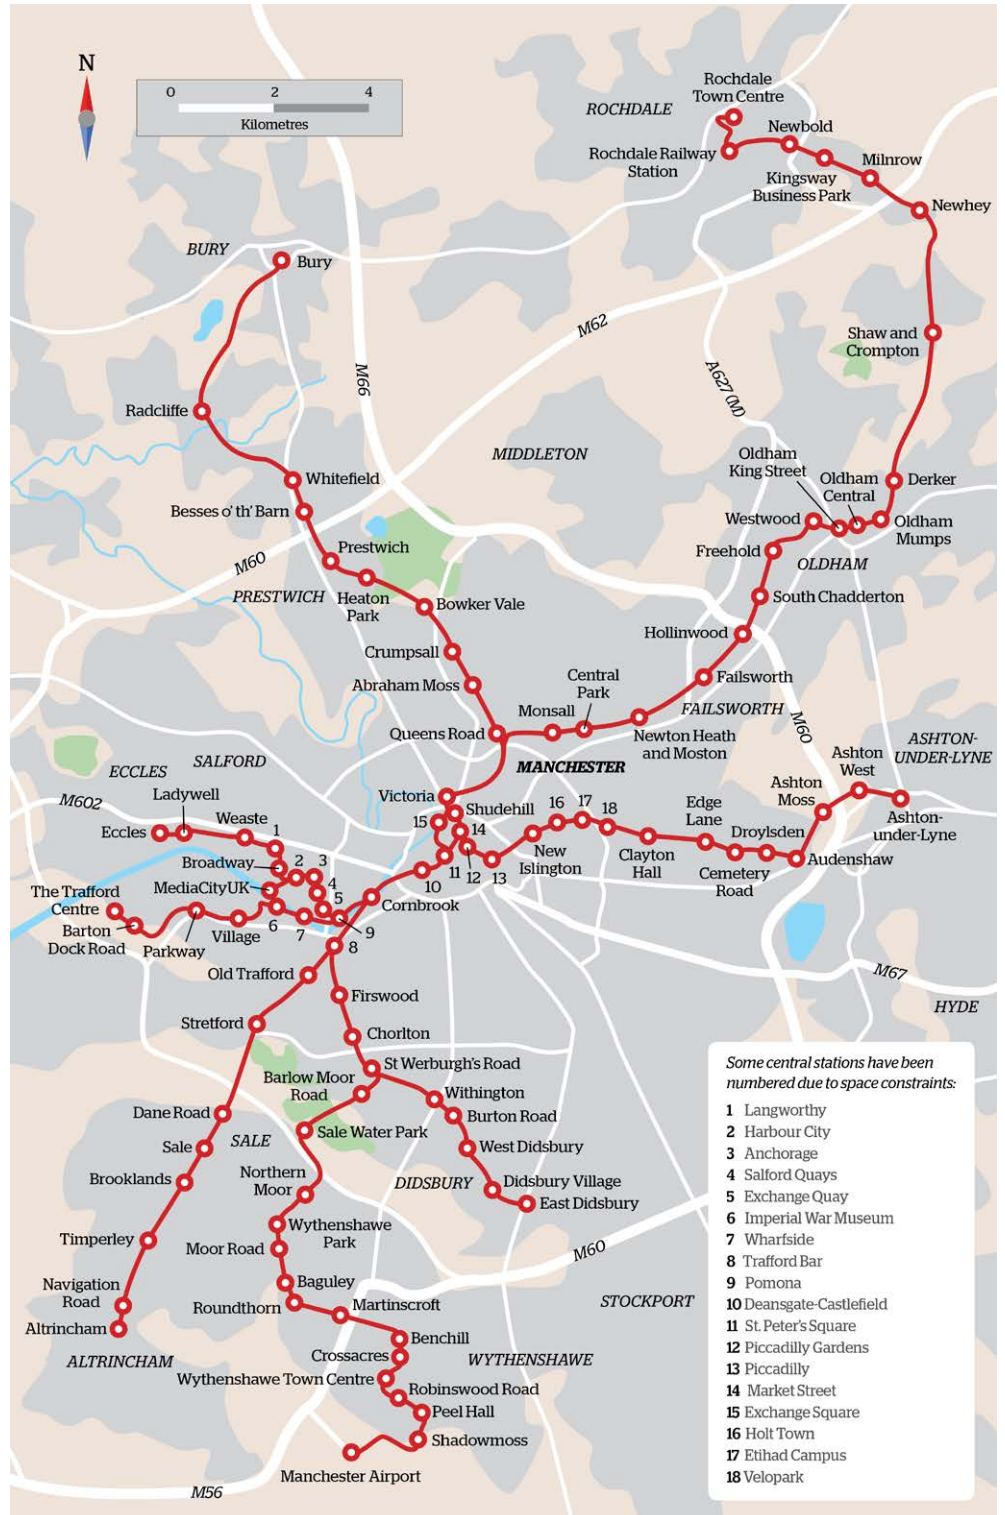 N
0
2
4
Kilometres
ROCHDALE
Rochdale
Town Centre
Newbold
Rochdale Railway
Station
Kingsway
Business Park
Milnrow
Newhey
BURY
Bury
M62
M66
Shaw and
Crompton
A627 (M)
Radcliffe
MIDDLETON
Oldham
King Street
Oldham
Central
Whitefield
Derker
Besses o' th' Barn
Westwood
Oldham
Mumps
Prestwich
Freehold
OLDHAM
M60
PRESTWICH
Heaton
Park
Bowker Vale
South Chadderton
Hollinwood
Crumpsall
Central
Park
Abraham Moss
Failsworth
Monsall
FAILSWORTH
M60
Queens Road
Newton Heath
and Moston
ASHTON-
UNDER-LYNE
SALFORD
ECCLES
MANCHESTER
Ashton
West
Ladywell
Ashton
Moss
M602
Weaste
Victoria
Shudehill
Eccles
1
15
14
16
17
18
Edge
Lane
Droylsden
Ashton-
under-Lyne
Broadway
2
3
New
Islington
Clayton
Hall
Audenshaw
MediaCityUK
4
10
11
12
13
Cemetery
Road
The Trafford
Centre
5
Cornbrook
Barton
Dock Road
Parkway
Village
6
7
9
8
Old Trafford
M67
Firswood
HYDE
Stretford
Chorlton
St Werburgh's Road
Barlow Moor
Road
Withington
Dane Road
Burton Road
SALE
Sale Water Park
Sale
West Didsbury
Northern
Moor
Brooklands
DIDSBURY
Didsbury Village
East Didsbury
Wythenshawe
Park
Timperley
Moor Road
M60
Navigation
Road
Baguley
Roundthorn
Martinscroft
STOCKPORT
Altrincham
Benchill
ALTRINCHAM
Crossacres
WYTHENSHAWE
Wythenshawe Town Centre
Robinswood Road
Peel Hall
Shadowmoss
Manchester Airport
M56
Some central stations have been
numbered due to space constraints:
1 Langworthy
2 Harbour City
3 Anchorage
4 Salford Quays
5 Exchange Quay
6 Imperial War Museum
7 Wharfside
8 Trafford Bar
9 Pomona
10 Deansgate-Castlefield
11 St. Peter's Square
12 Piccadilly Gardens
13 Piccadilly
14 Market Street
15 Exchange Square
16 Holt Town
17 Etihad Campus
18 Velopark